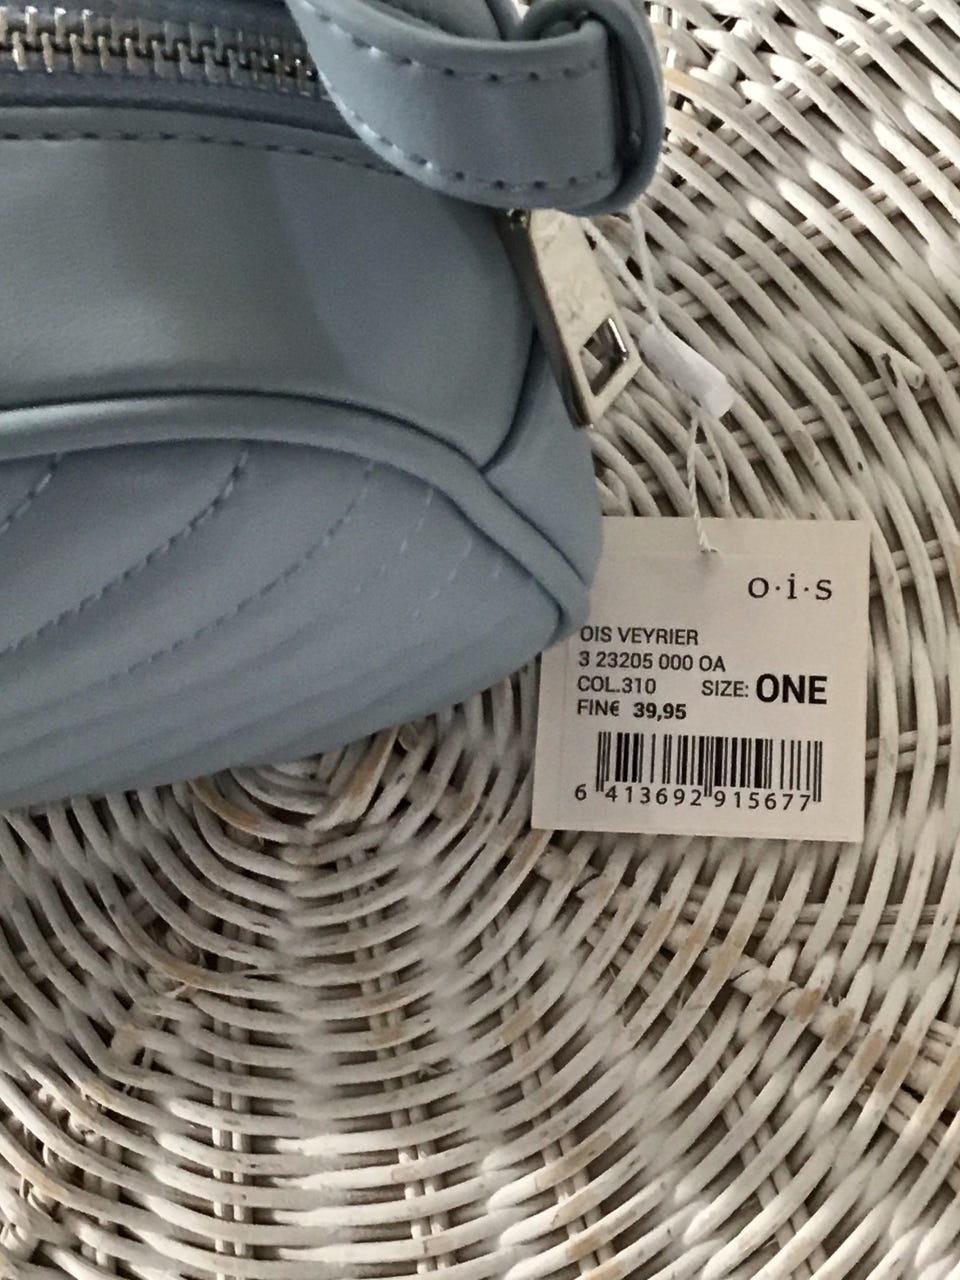 o·i·s
OIS VEYRIER
3 23205 000 OA
COL.310 SIZE: ONE
FIN€ 39,95
6 413692 915677